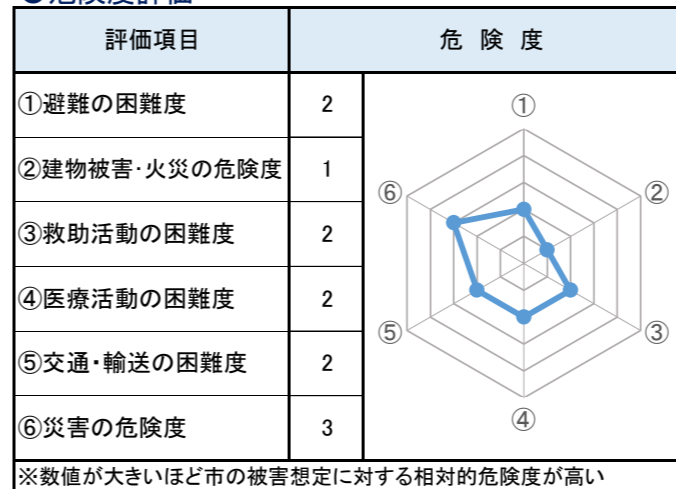 ●危険度評価
評価項目 危 険 度
①避難の困難度 2
②建物被害・火災の危険度 1
③救助活動の困難度 2
④医療活動の困難度 2
⑤交通・輸送の困難度 2
⑥災害の危険度 3
①
⑥ ②
⑤ ③
④
※数値が大きいほど市の被害想定に対する相対的危険度が高い